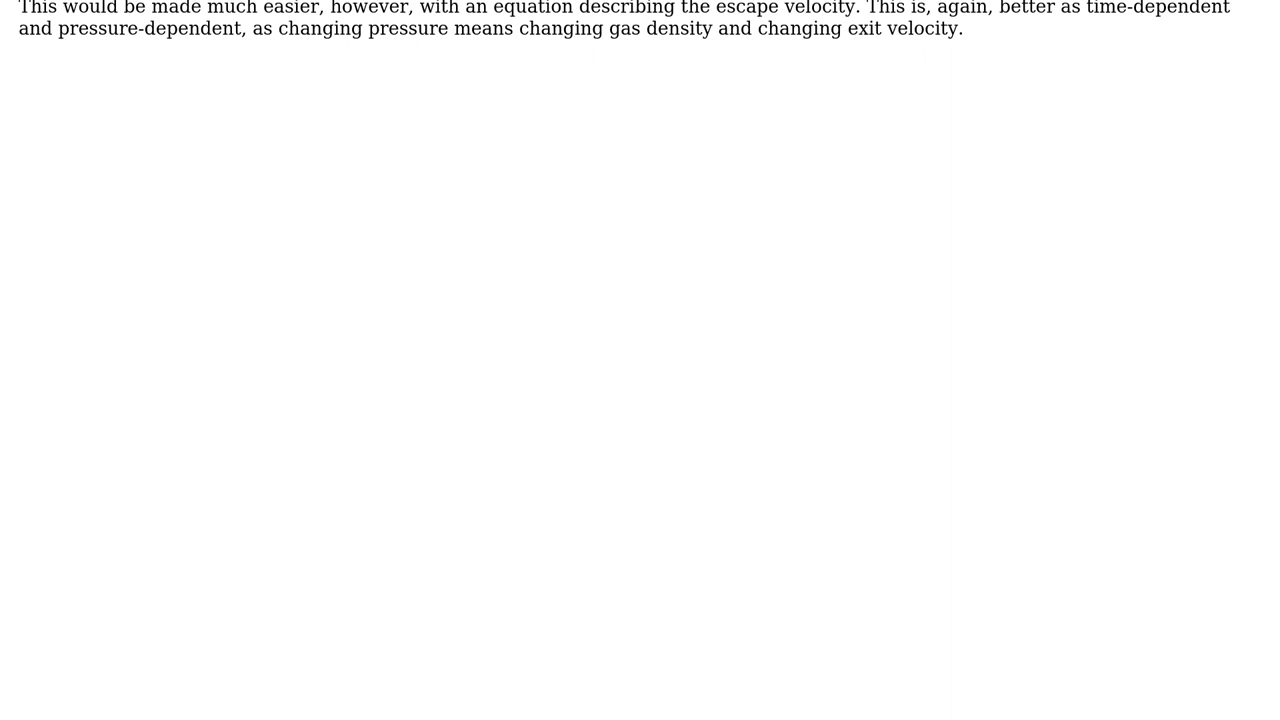 This would be made much easier, however, with an equation describing the escape velocity. This is, again, better as time-dependent
and pressure-dependent, as changing pressure means changing gas density and changing exit velocity.